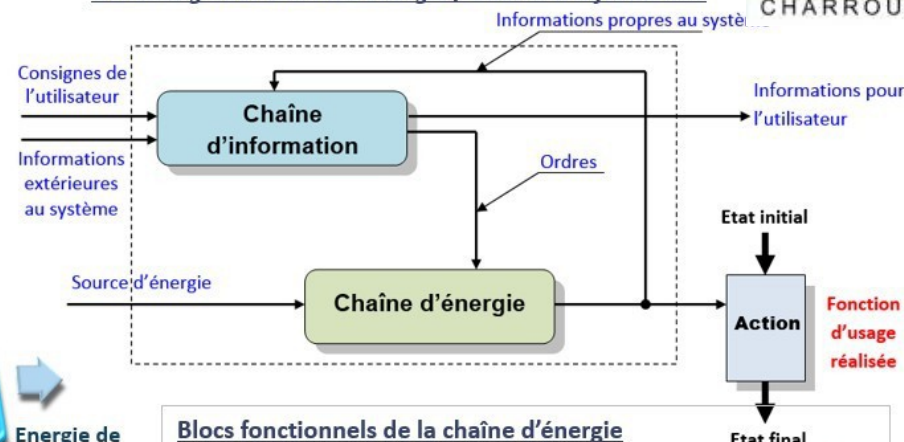 CHARROU
Informations propres au systè
Consignes de
l'utilisateur
Chaîne
d'information
Informations pour
l'utilisateur
Informations
extérieures
au système
Ordres
Etat initial
Source d'énergie
Chaîne d'énergie
Action
Fonction
d'usage
réalisée
Energie de
Blocs fonctionnels de la chaîne d'énergie
Etat final